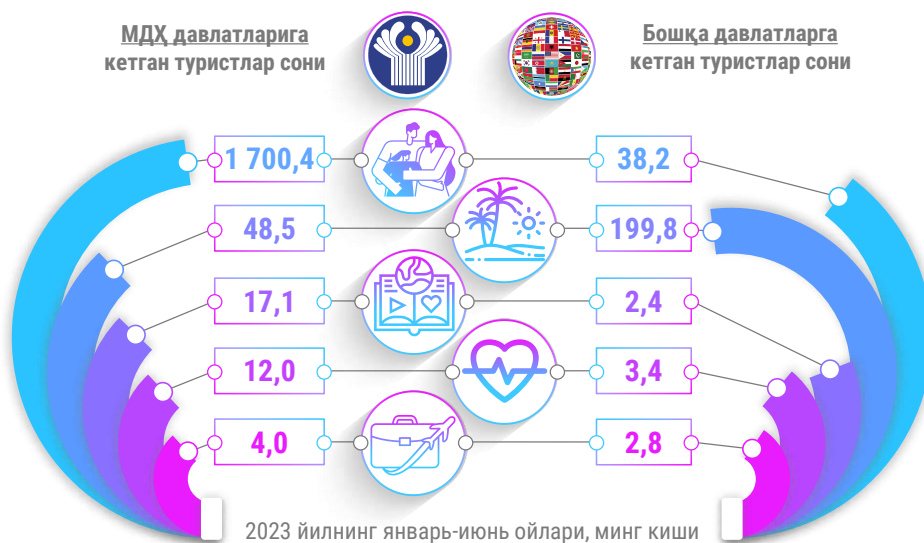 МДҲ давлатларига
кетган туристлар сони
Бошқа давлатларга
кетган туристлар сони
1 700,4
38,2
48,5
199,8
17,1
2,4
12,0
3,4
4,0
2,8
2023 йилнинг январь-июнь ойлари, минг киши